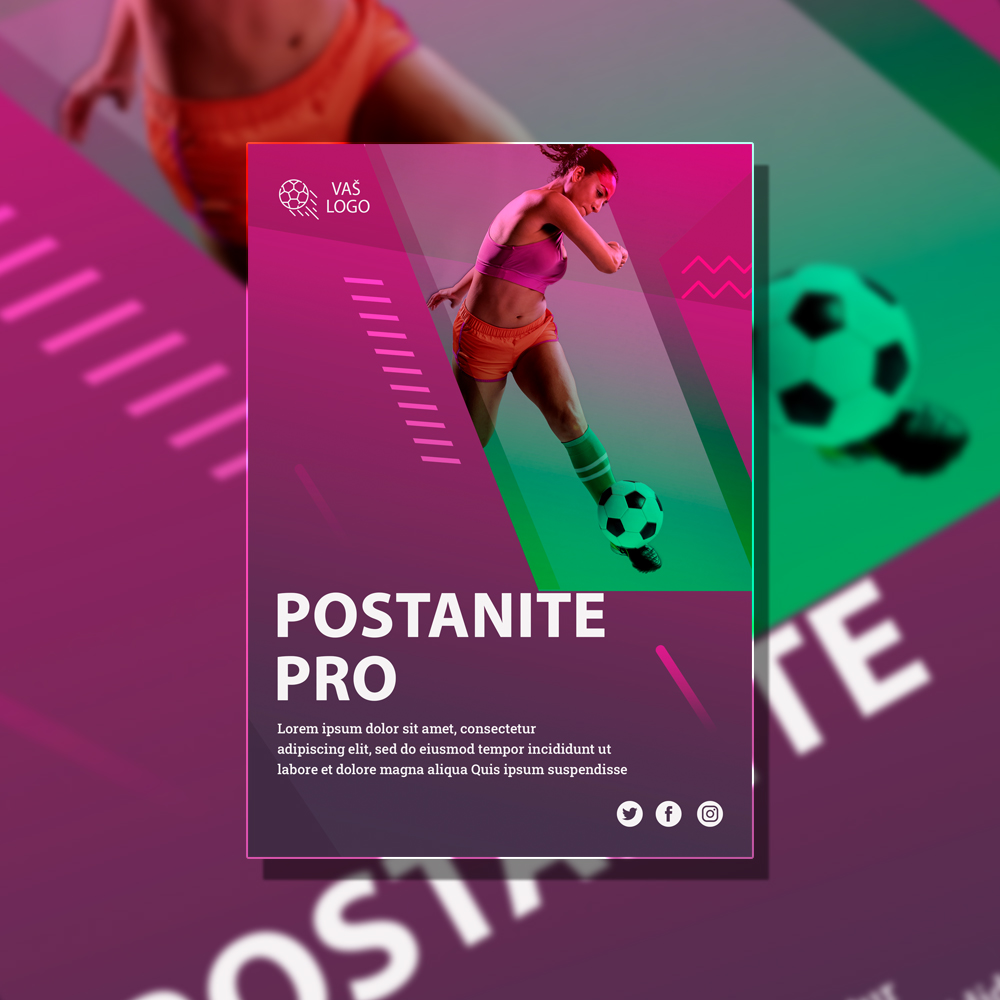 VAŠ
LOGO
POSTANITE
PRO
Lorem ipsum dolor sit amet, consectetur
adipiscing elit, sed do eiusmod tempor incididunt ut
labore et dolore magna aliqua Quis ipsum suspendisse